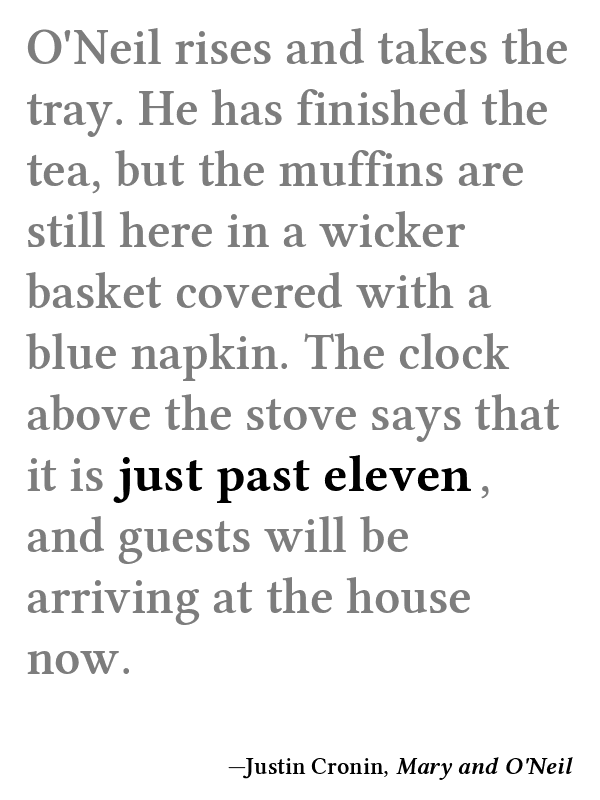 O'Neil rises and takes the
tray. He has finished the
tea, but the muffins are
still here in a wicker
basket covered with a
blue napkin. The clock
above the stove says that
it is just past eleven ,
and guests will be
arriving at the house
now.
—Justin Cronin, Mary and O'Neil